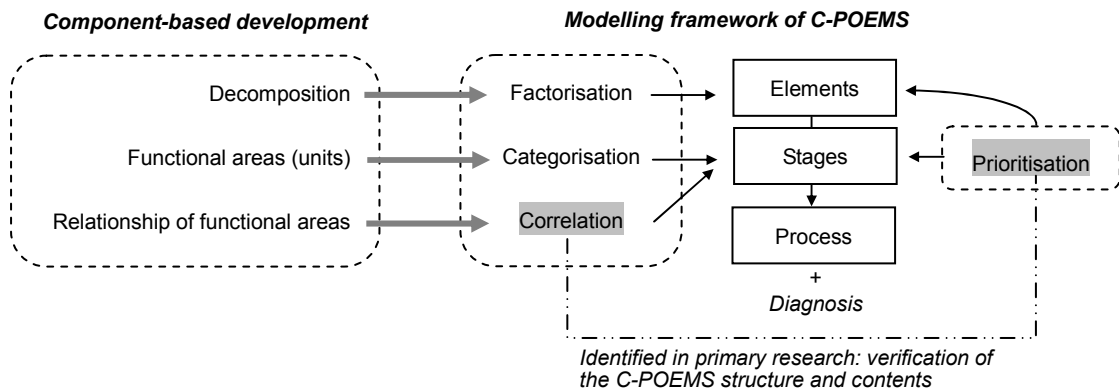 Component-based development
Modelling framework of C-POEMS
Decomposition
Functional areas (units)
Relationship of functional areas
Factorisation
Categorisation
Correlation
Elements
Stages
Process
+
Diagnosis
Prioritisation
Identified in primary research: verification of
the C-POEMS structure and contents